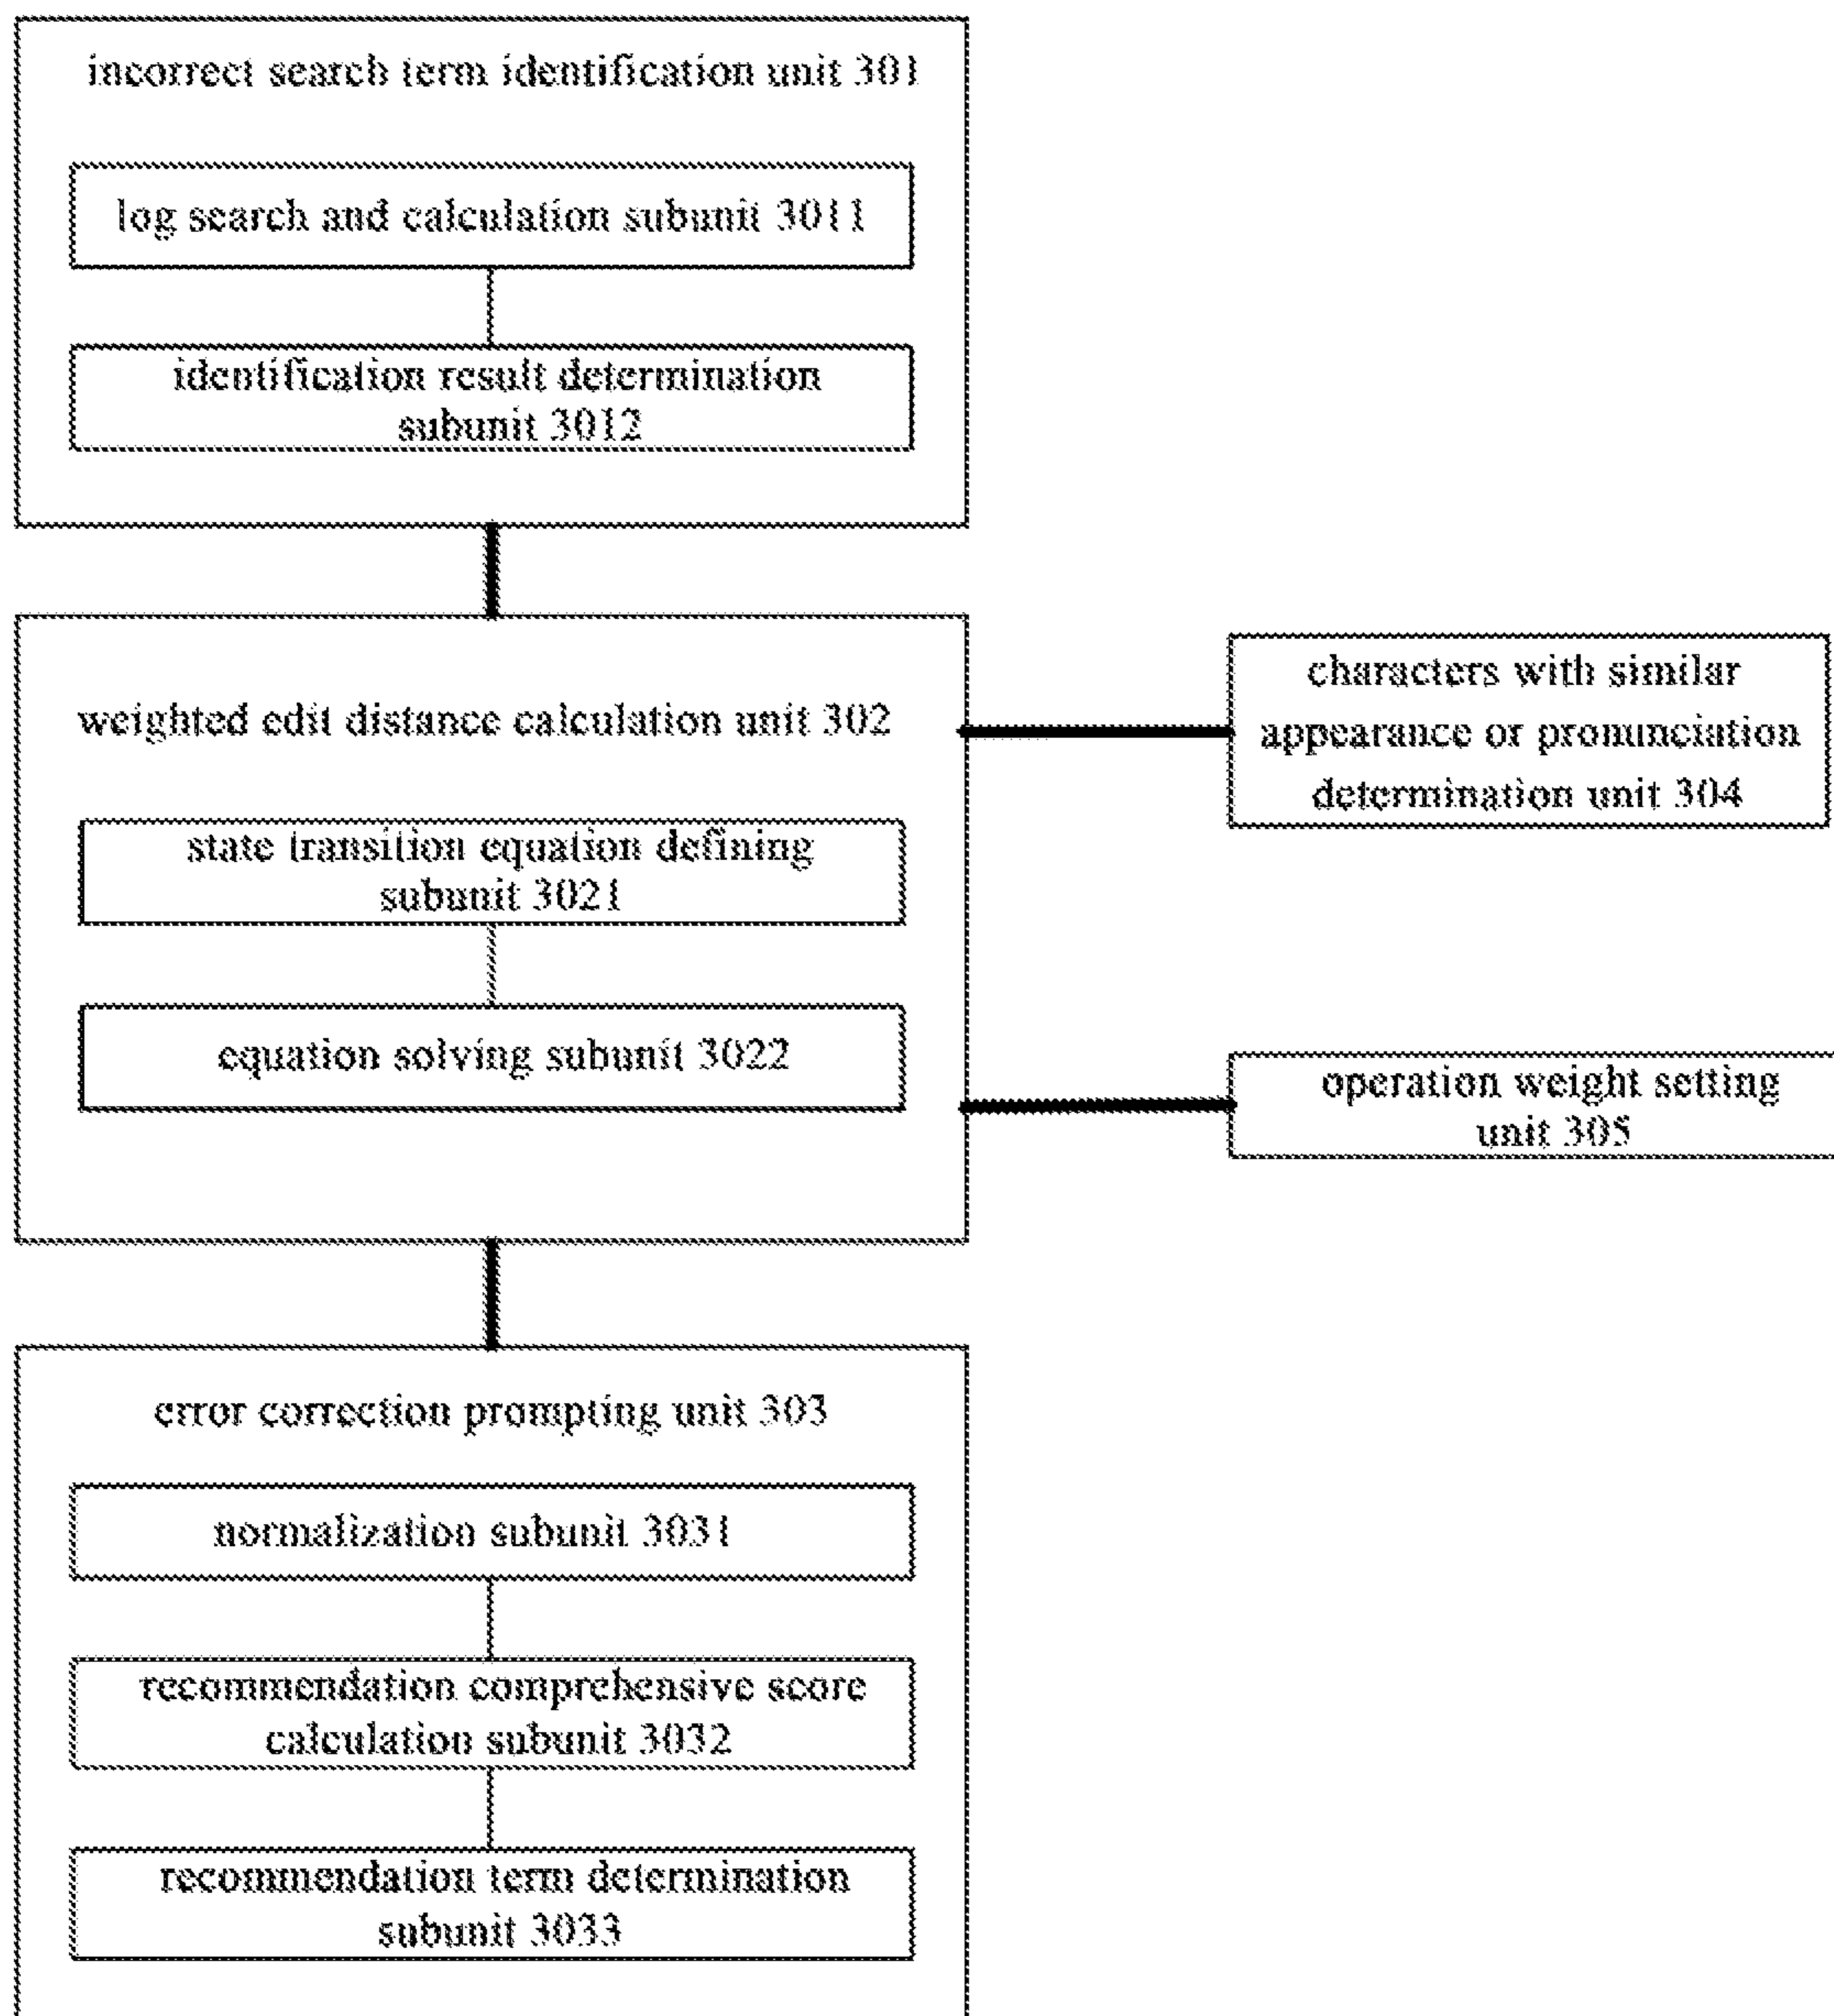 incorrect search term identification unit 301
log search and calculation subunit 3011
identification result determination
subunit 3012
weighted edit distance calculation unit 302
state transition equation defining
subunit 3021
equation solving subunit 3022
characters with similar
appearance or pronunciation
determination unit 304
operation weight setting
unit 305
error correction prompting unit 303
normalization subunit 3031
recommendation comprehensive score
calculation subunit 3032
recommendation term determination
subunit 3033